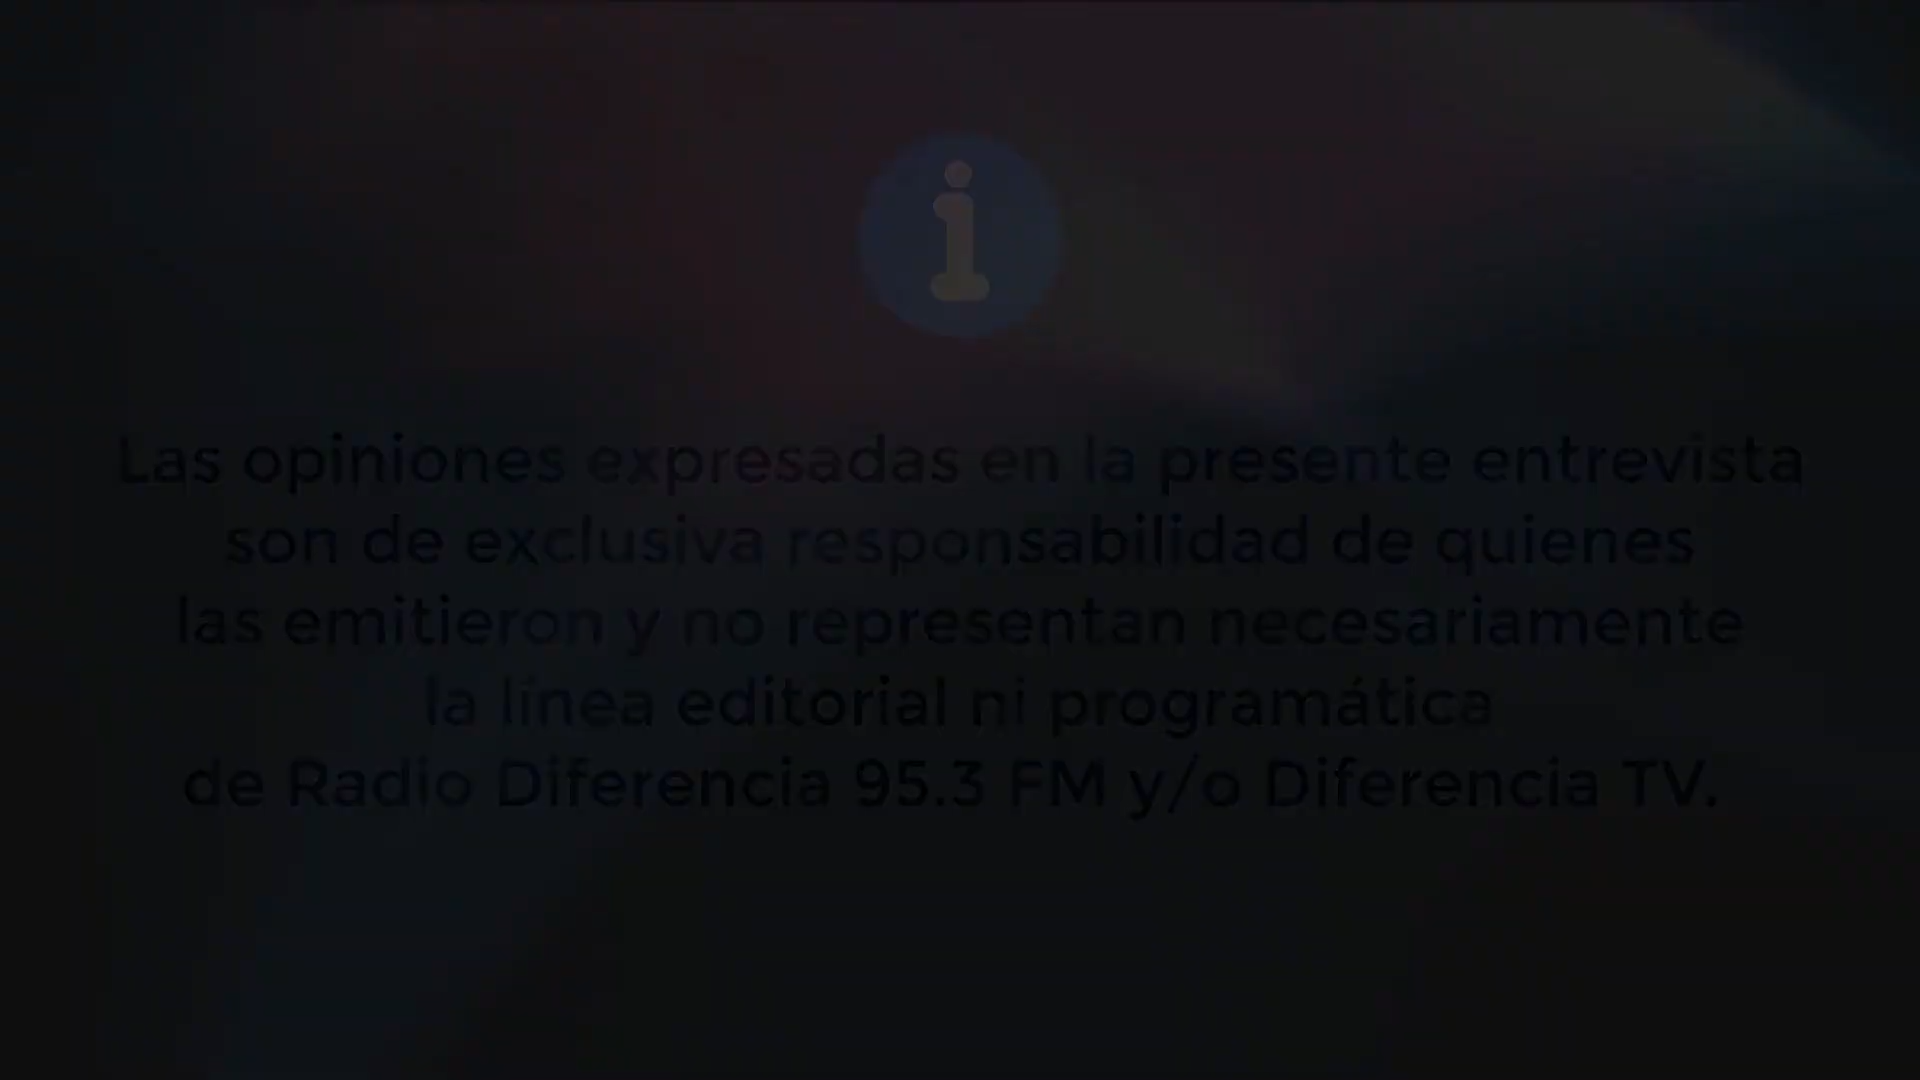 Las opiniones expresadas en la presente entrevista
son de exclusiva responsabilidad de quienes
las emitieron y no representan necesariamente
la línea editorial ni programática
de Radio Diferencia 95.3 FM y/o Diferencia TV.